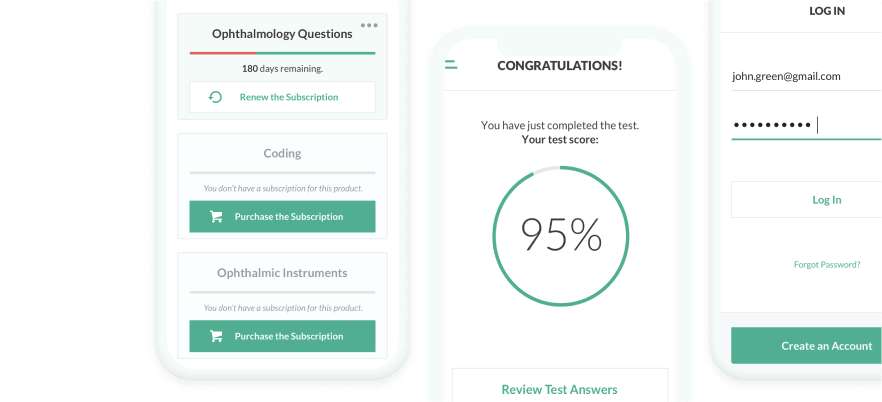 Ophthalmology Questions
180 days remaining.
Renew the Subscription
Coding
You don't have a subscription for this product.
Purchase the Subscription
Ophthalmic Instruments
You don't have a subscription for this product.
Purchase the Subscription
CONGRATULATIONS!
You have just completed the test.
Your test score:
95%
Review Test Answers
LOG IN
john.green@gmail.com
Log In
Forgot Password?
Create an Account